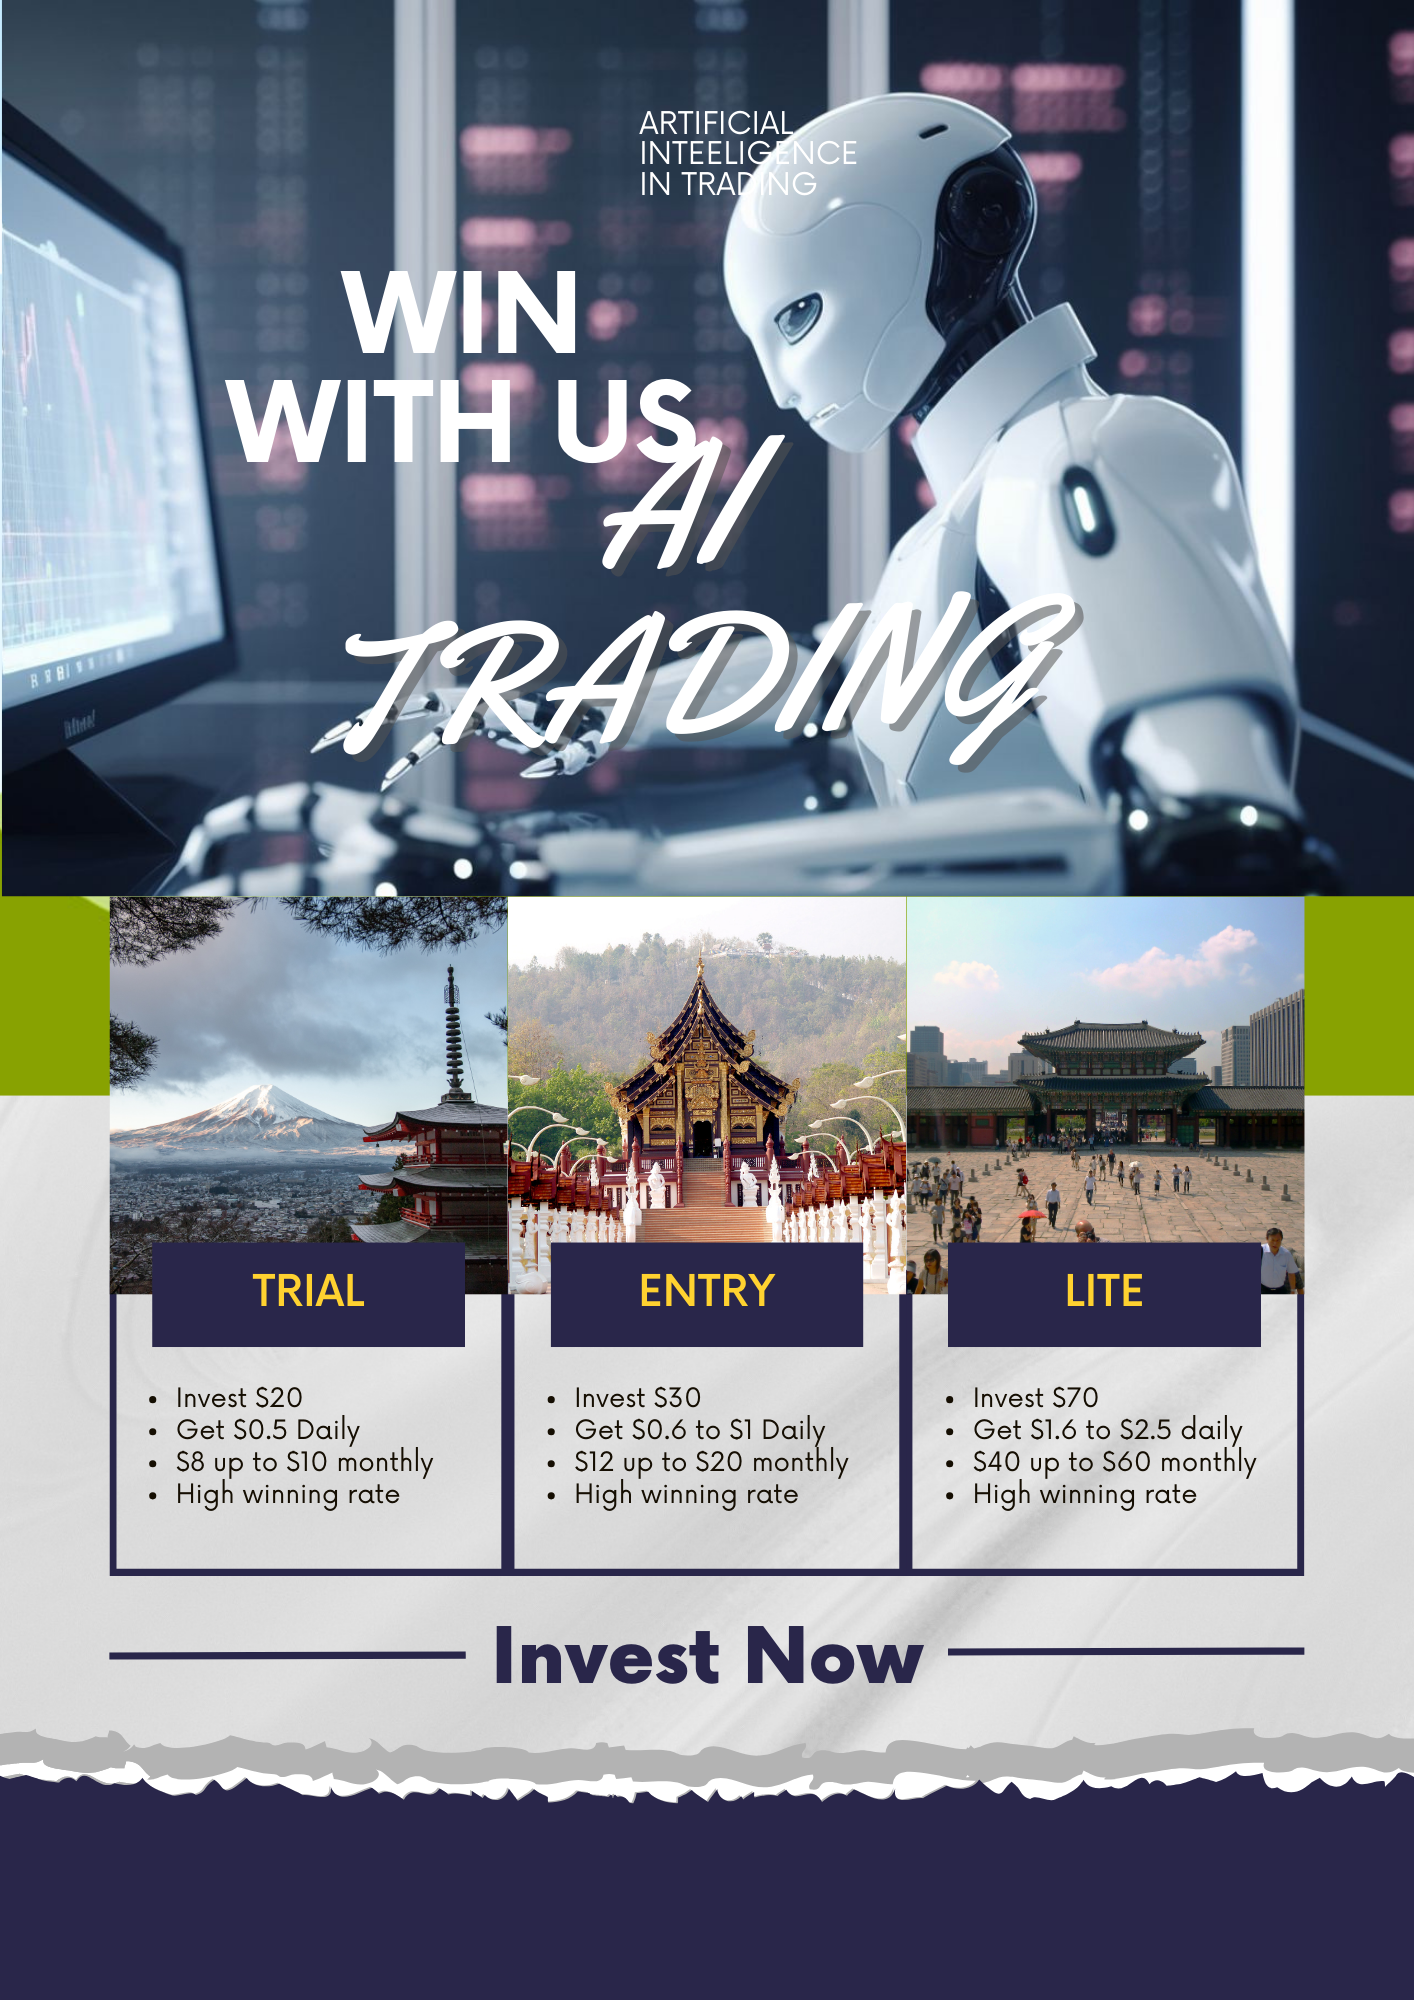 ARTIFICIAL
INTEELIGENCE
IN TRADING
WIN
WITH US
AI
TRADING
TRIAL
Invest S20
Get S0.5 Daily
S8 up to S10 monthly
High winning rate
ENTRY
Invest S30
Get S0.6 to S1 Daily
S12 up to S20 monthly
High winning rate
LITE
Invest S70
Get S1.6 to S2.5 daily
S40 up to S60 monthly
High winning rate
Invest Now